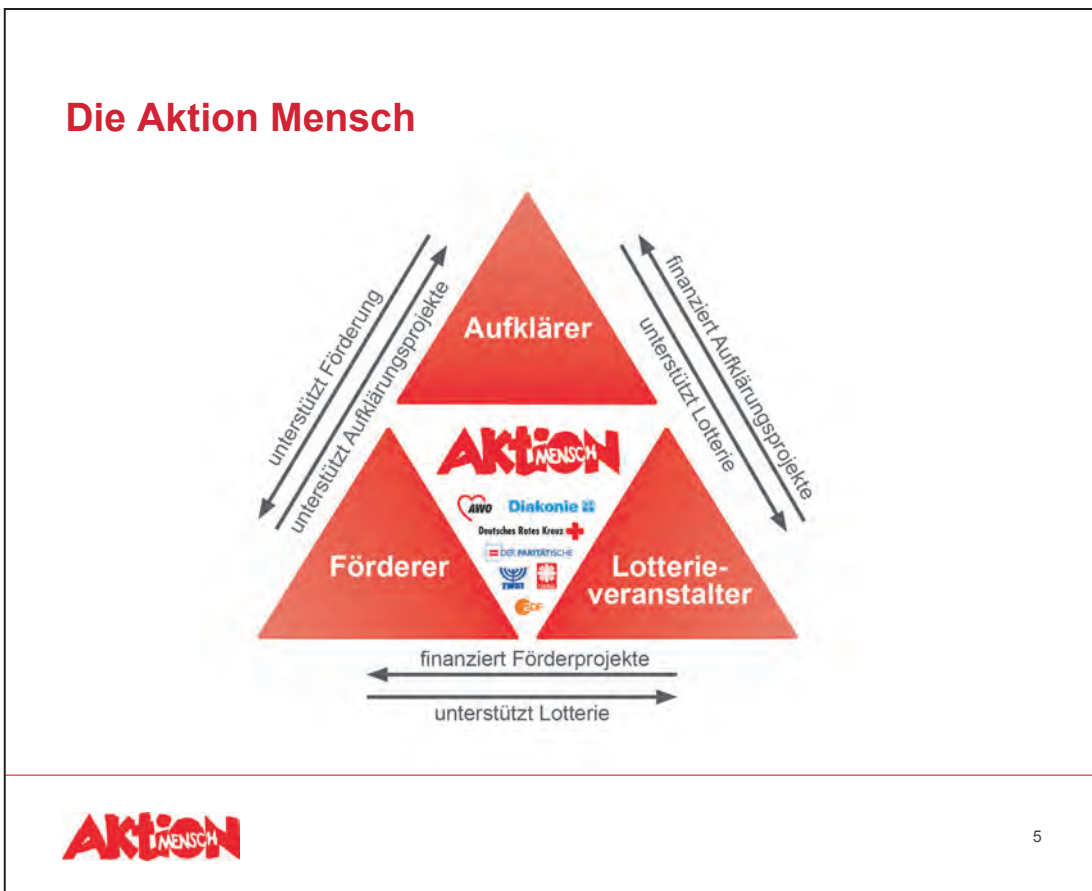 Die Aktion Mensch
unterstützt Förderung
unterstützt Aufklärungsprojekte
finanziert Aufklärungsprojekte
unterstützt Lotterie
Aufklärer
AKTION
MENSCH
AWO Diakonie
Deutsches Rotes Kreuz
DER PARITÄTISCHE
ZWST
ZDF
Förderer
Lotterie-
veranstalter
finanziert Förderprojekte
unterstützt Lotterie
AKTION
MENSCH
5